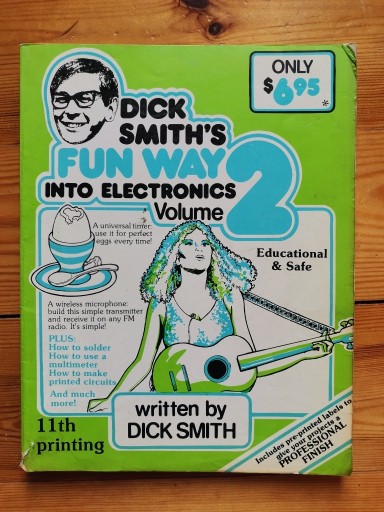 ONLY
$6.95
*
DICK
SMITH'S
FUN WAY
INTO ELECTRONICS
Volume 2
A universal timer:
use it for perfect
eggs every time!
Educational
& Safe
A wireless microphone:
build this simple transmitter
and receive it on any FM
radio. It's simple!
PLUS:
How to solder
How to use a
multimeter
How to make
printed circuits
And much
more!
written by
DICK SMITH
11th
printing
Includes pre-printed labels to
give your projects a
PROFESSIONAL
FINISH